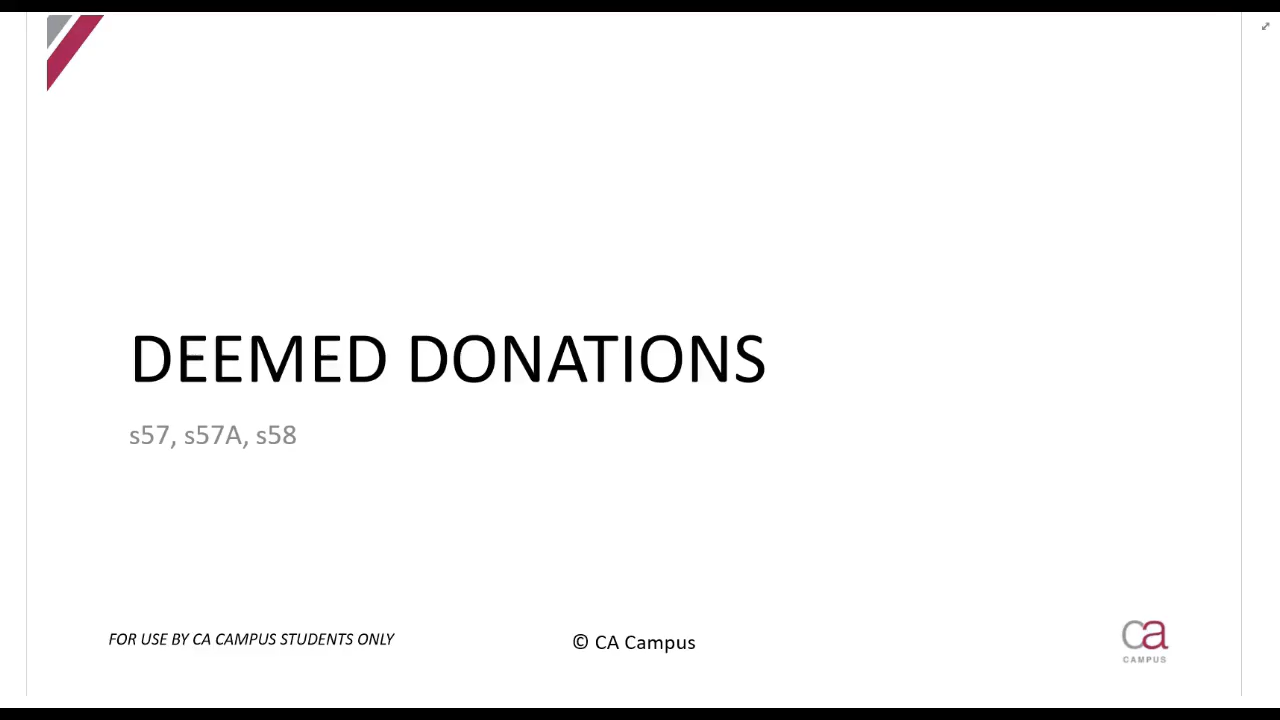 DEEMED DONATIONS
s57, s57A, s58
FOR USE BY CA CAMPUS STUDENTS ONLY
© CA Campus
ca
CAMPUS